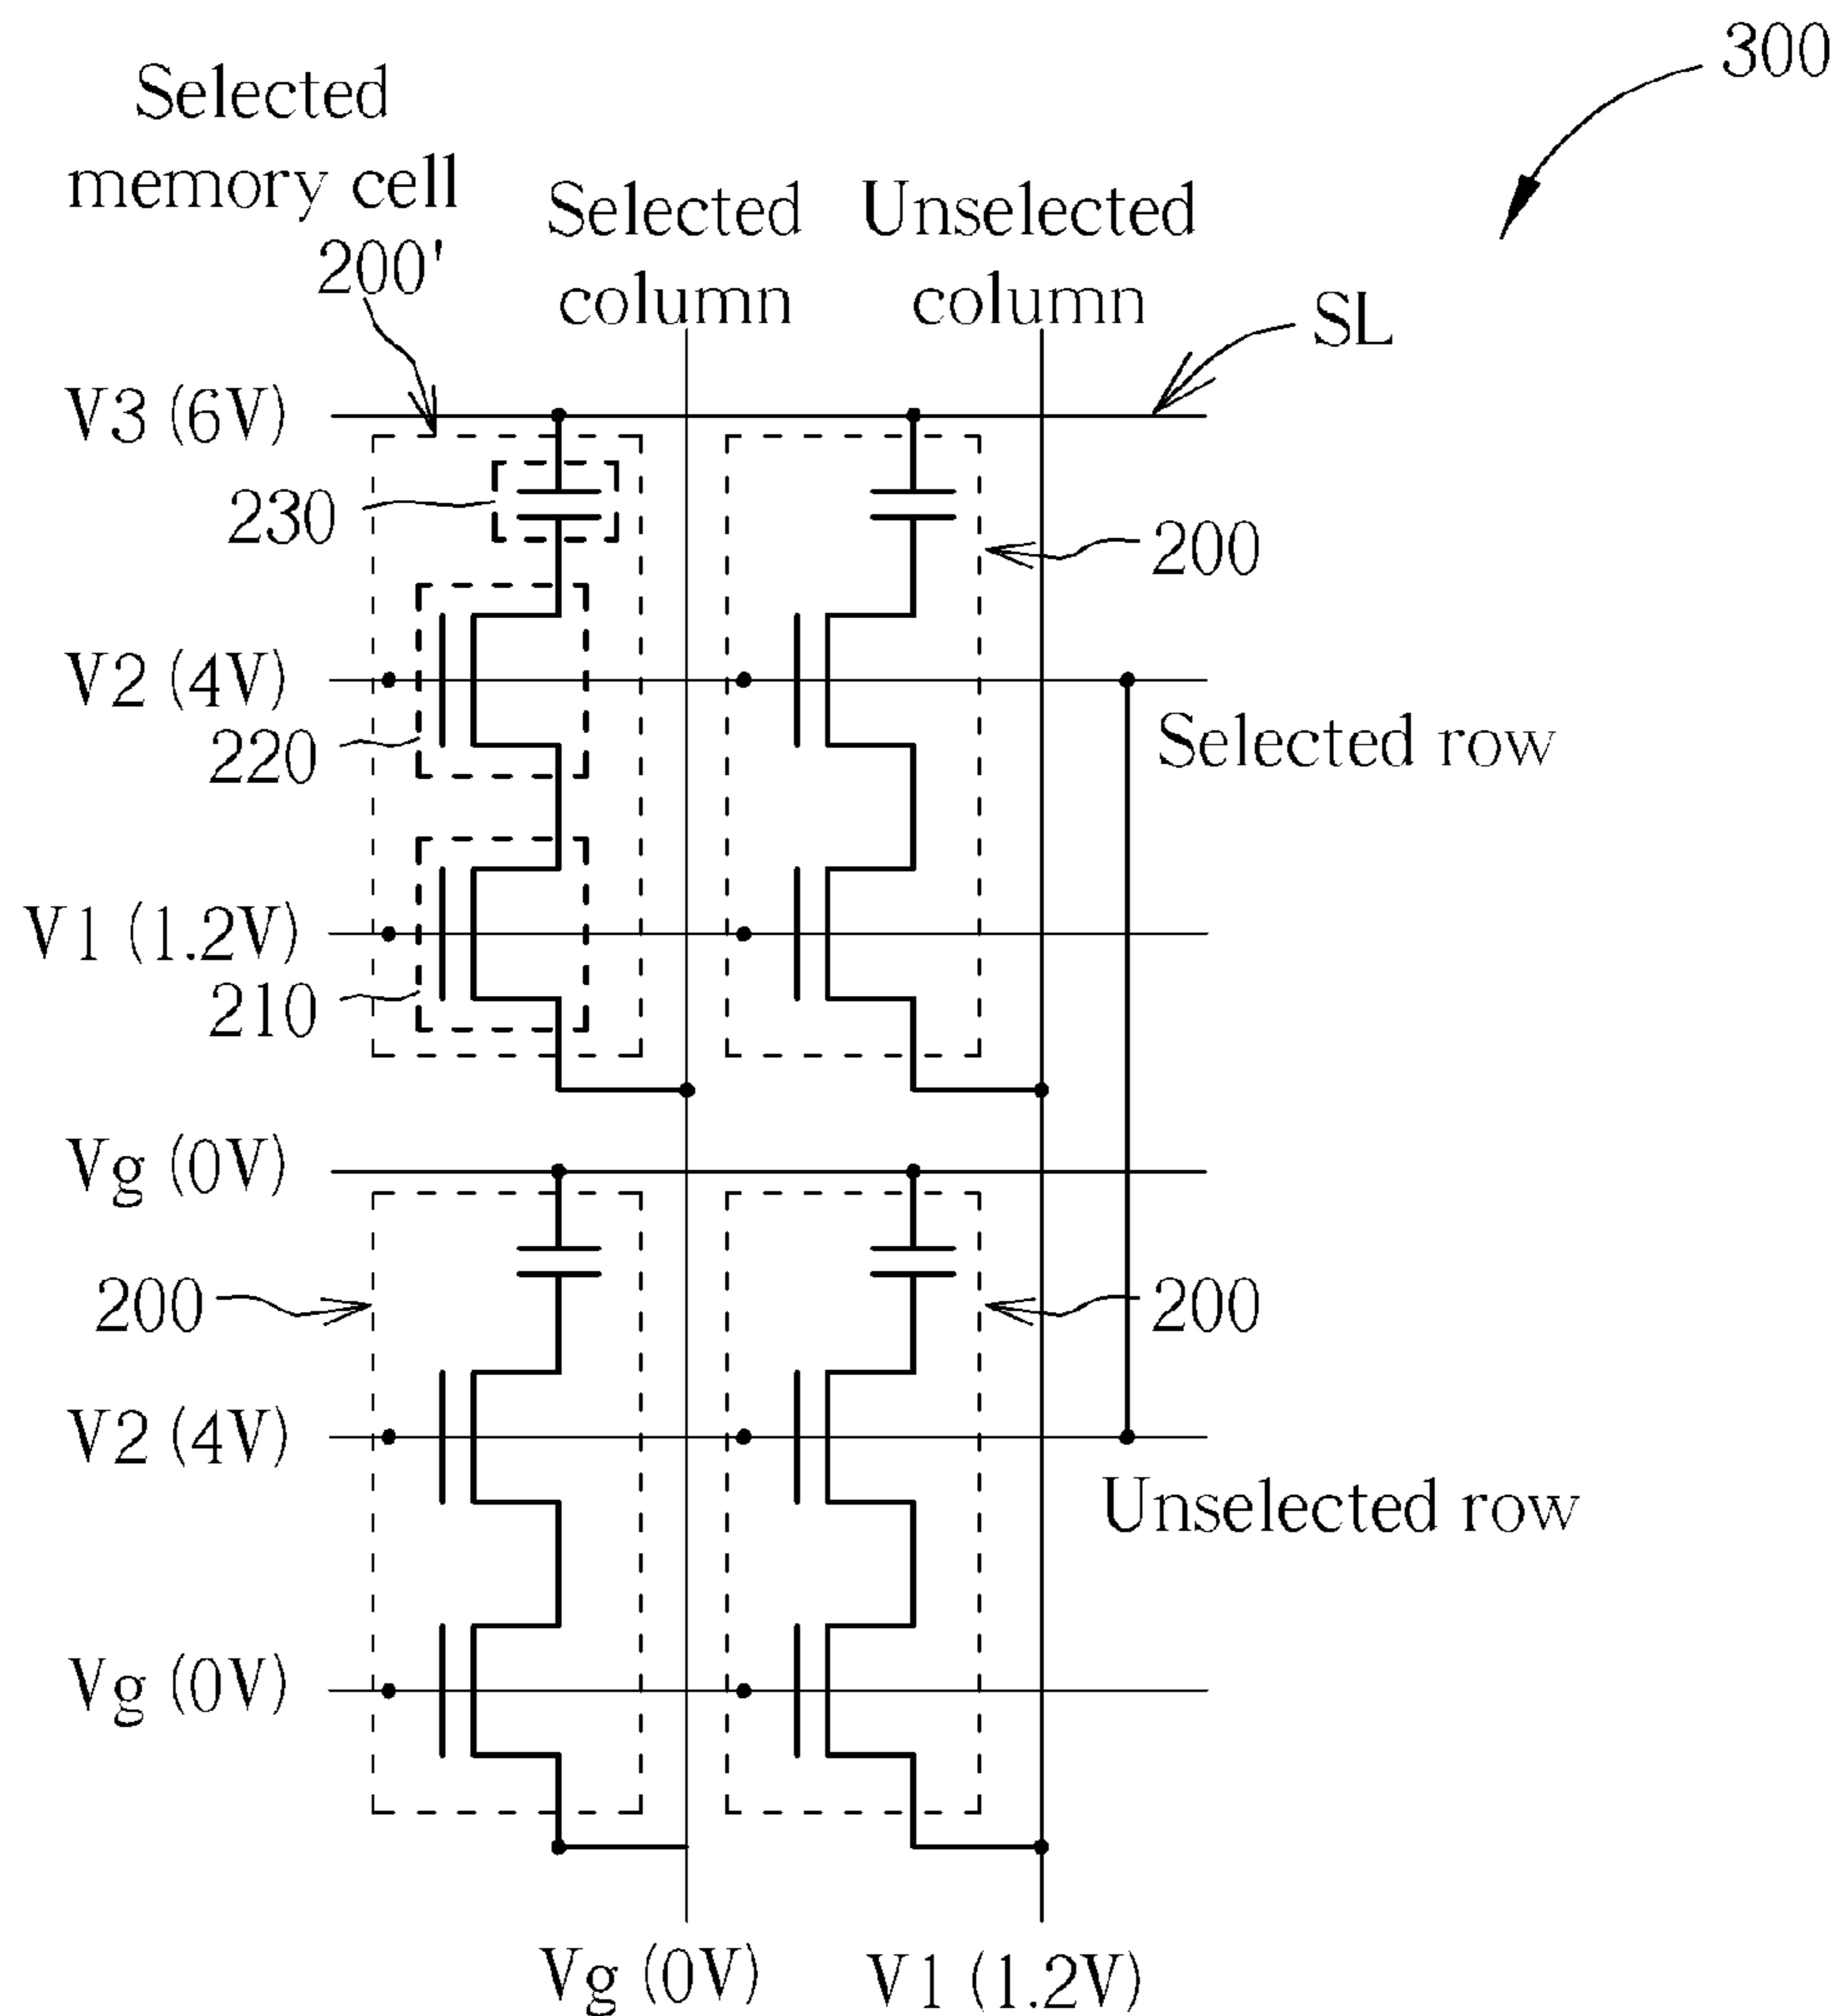 300
Selected
memory cell
200'
Selected
column
Unselected
column
SL
V3 (6V)
230
200
V2 (4V)
220
Selected row
V1 (1.2V)
210
Vg (0V)
200
200
V2 (4V)
Unselected row
Vg (0V)
Vg (0V)
V1 (1.2V)